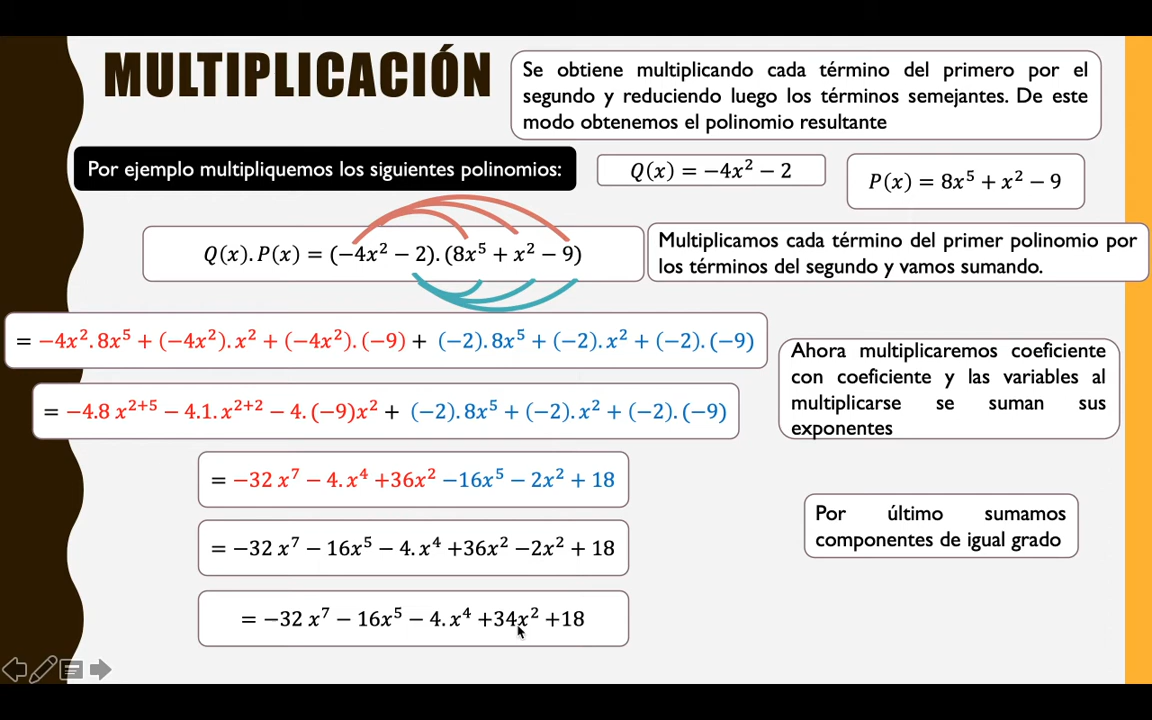 MULTIPLICACIÓN
Se obtiene multiplicando cada término del primero por el
segundo y reduciendo luego los términos semejantes. De este
modo obtenemos el polinomio resultante
Por ejemplo multipliquemos los siguientes polinomios:
Q(x) = −4x² − 2
P(x) = 8x⁵ + x² − 9
Q(x). P(x) = (−4x² − 2). (8x⁵ + x² − 9)
Multiplicamos cada término del primer polinomio por
los términos del segundo y vamos sumando.
= −4x². 8x⁵ + (−4x²). x² + (−4x²). (−9) + (−2). 8x⁵ + (−2). x² + (−2). (−9)
Ahora multiplicaremos coeficiente
con coeficiente y las variables al
multiplicarse se suman sus
exponentes
= −4.8 x²⁺⁵ − 4.1. x²⁺² − 4. (−9)x² + (−2). 8x⁵ + (−2). x² + (−2). (−9)
= −32 x⁷ − 4. x⁴ +36x² −16x⁵ − 2x² + 18
Por último sumamos
componentes de igual grado
= −32 x⁷ − 16x⁵ − 4. x⁴ +36x² −2x² + 18
= −32 x⁷ − 16x⁵ − 4. x⁴ +34x² +18